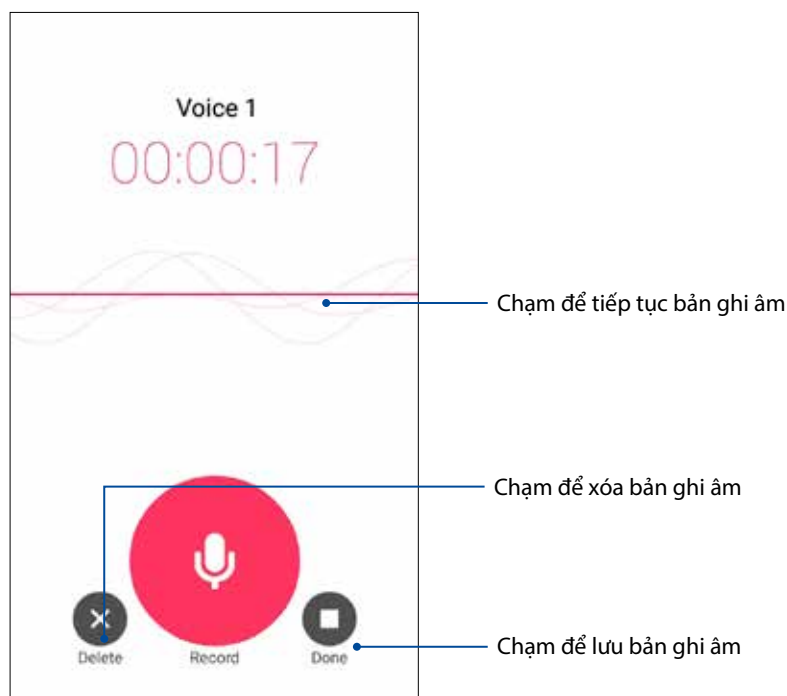 Voice 1
00:00:17
Chạm để tiếp tục bản ghi âm
Chạm để xóa bản ghi âm
Chạm để lưu bản ghi âm
Delete
Record
Done